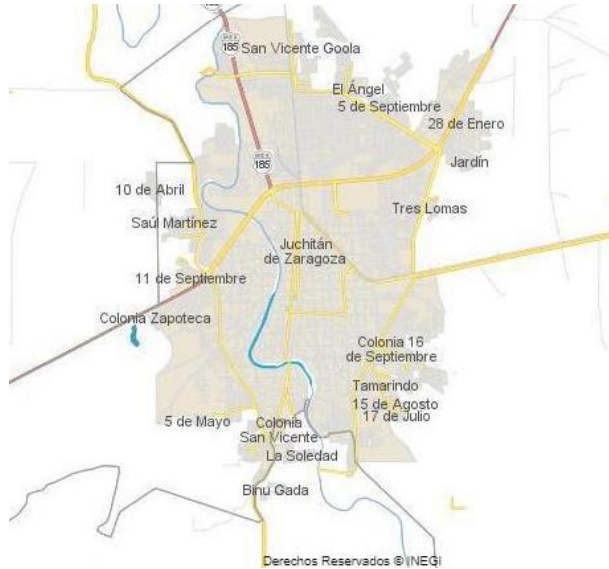 MEX
185
San Vicente Goola
El Ángel
5 de Septiembre
28 de Enero
MEX
185
Jardín
10 de Abril
Tres Lomas
Saúl Martínez
Juchitán
de Zaragoza
11 de Septiembre
Colonia Zapoteca
Colonia 16
de Septiembre
Tamarindo
15 de Agosto
17 de Julio
5 de Mayo
Colonia
San Vicente
La Soledad
Binu Gada
Derechos Reservados © INEGI